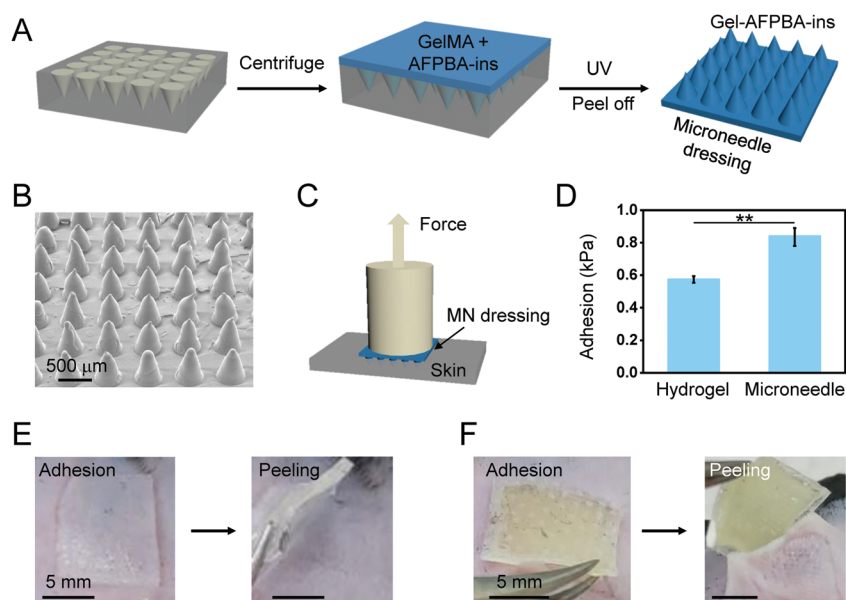 A
Centrifuge
GelMA +
AFPBA-ins
UV
Peel off
Gel-AFPBA-ins
Microneedle
dressing
B
500 μm
C
Force
MN dressing
Skin
D
Adhesion (kPa)
1.0
0.8
0.6
0.4
0.2
0.0
**
Hydrogel
Microneedle
E
Adhesion
5 mm
Peeling
F
Adhesion
5 mm
Peeling